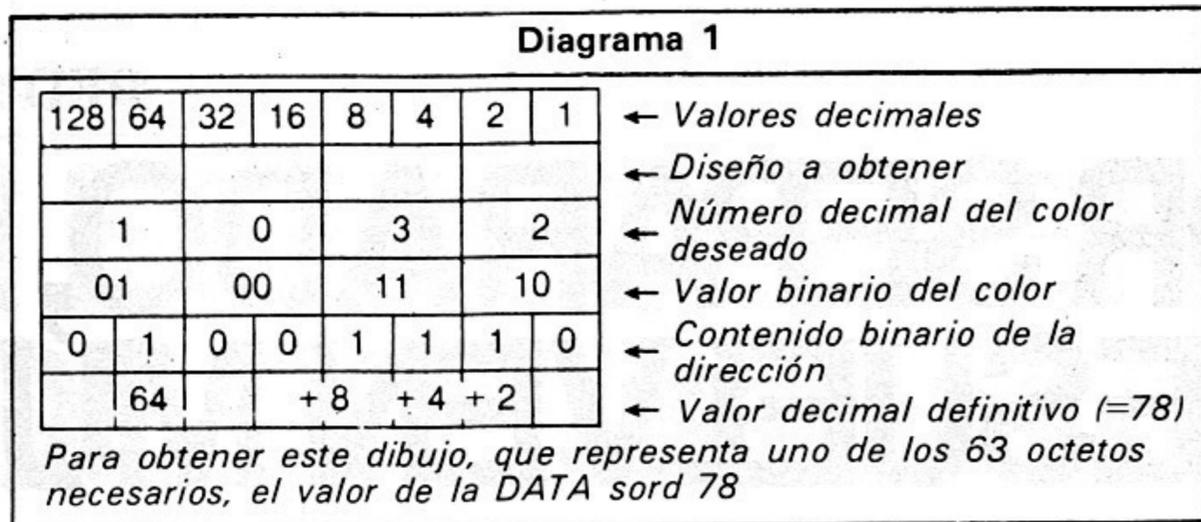 Diagrama 1
128 64 32 16 8 4 2 1 ← Valores decimales
← Diseño a obtener
1 0 3 2 ← Número decimal del color
deseado
01 00 11 10 ← Valor binario del color
0 1 0 0 1 1 1 0 ← Contenido binario de la
dirección
64 + 8 + 4 + 2 ← Valor decimal definitivo (=78)
Para obtener este dibujo, que representa uno de los 63 octetos
necesarios, el valor de la DATA sord 78